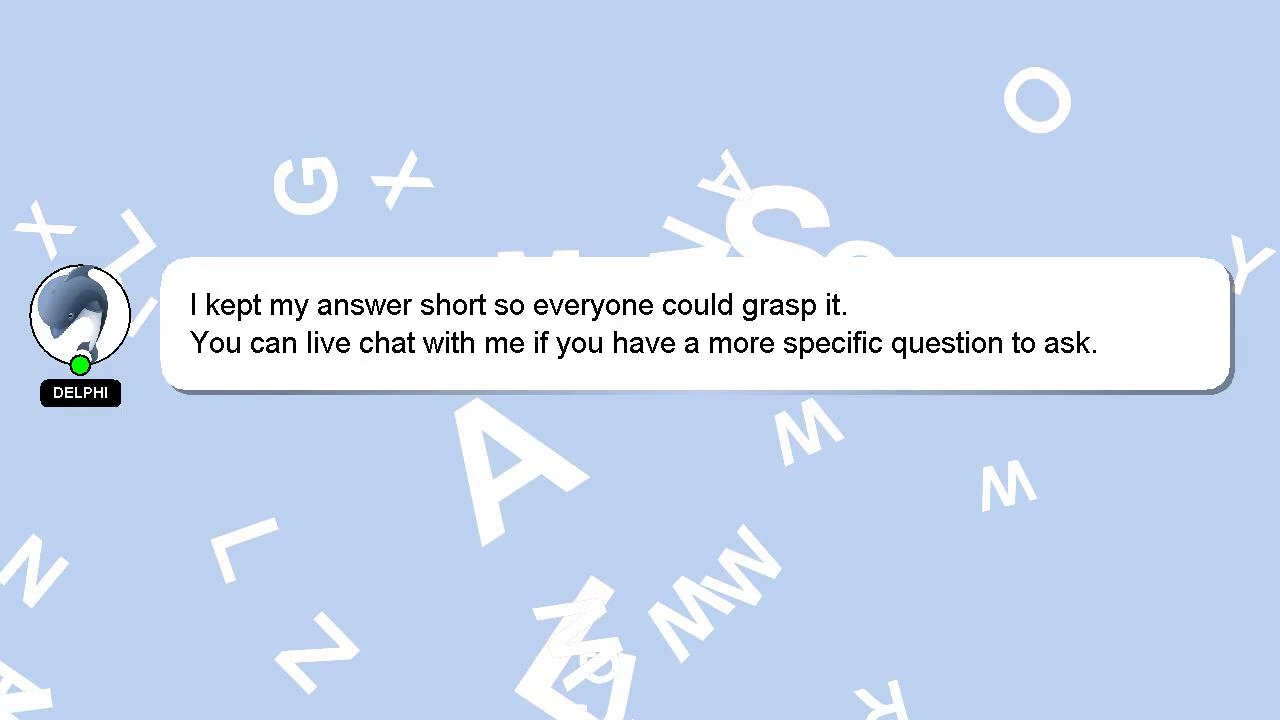 I kept my answer short so everyone could grasp it.
You can live chat with me if you have a more specific question to ask.
DELPHI